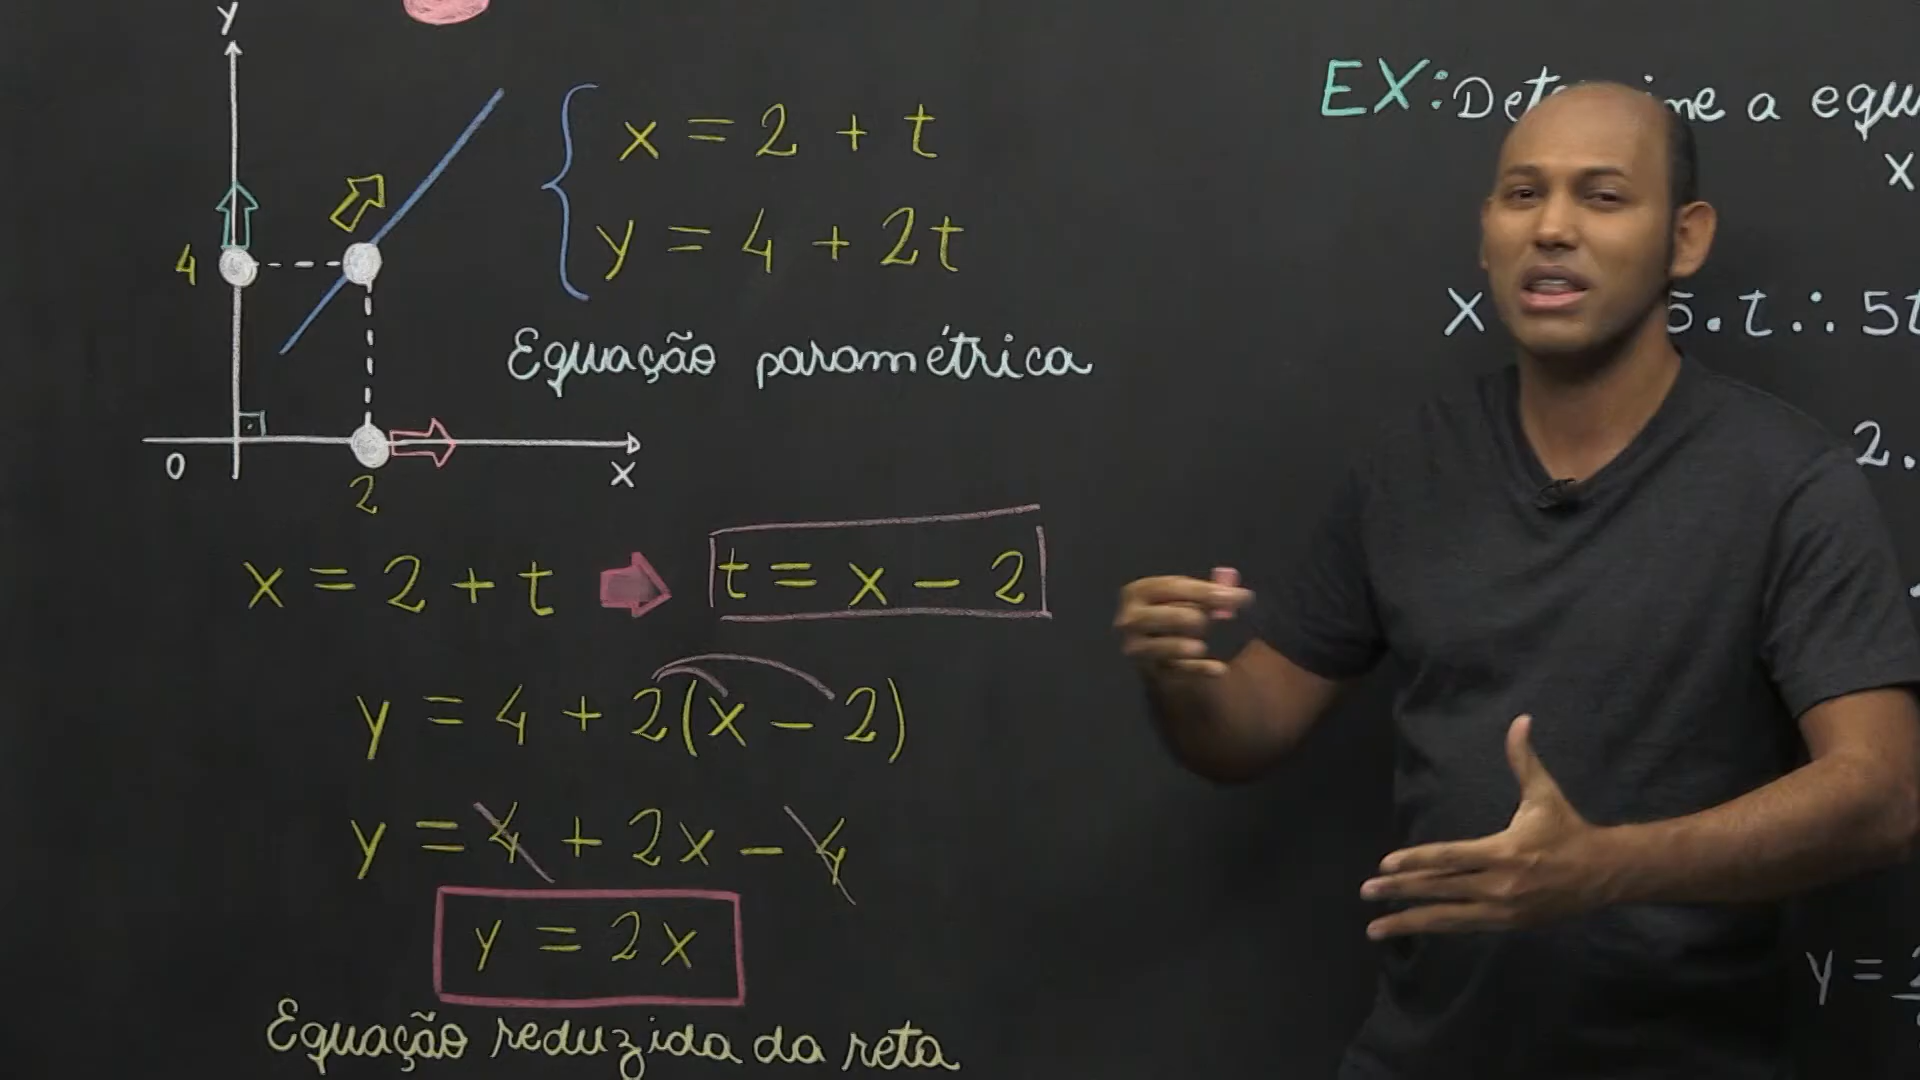 y
x = 2 + t
y = 4 + 2t
4
Equação paramétrica
0
x
2
x = 2 + t
t = x - 2
y = 4 + 2(x - 2)
y = 4 + 2x - 4
y = 2x
Equação reduzida da reta
EX: a
x
x . t ∴ 5t
2.
y =